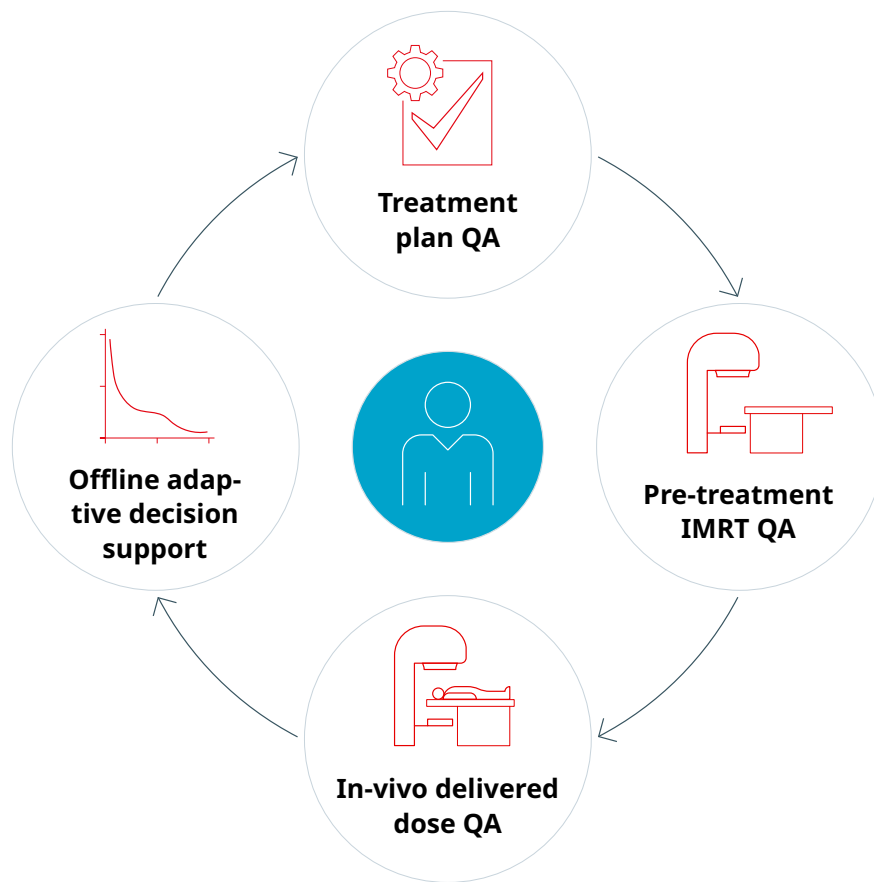 Treatment
plan QA
Pre-treatment
IMRT QA
In-vivo delivered
dose QA
Offline adap-
tive decision
support